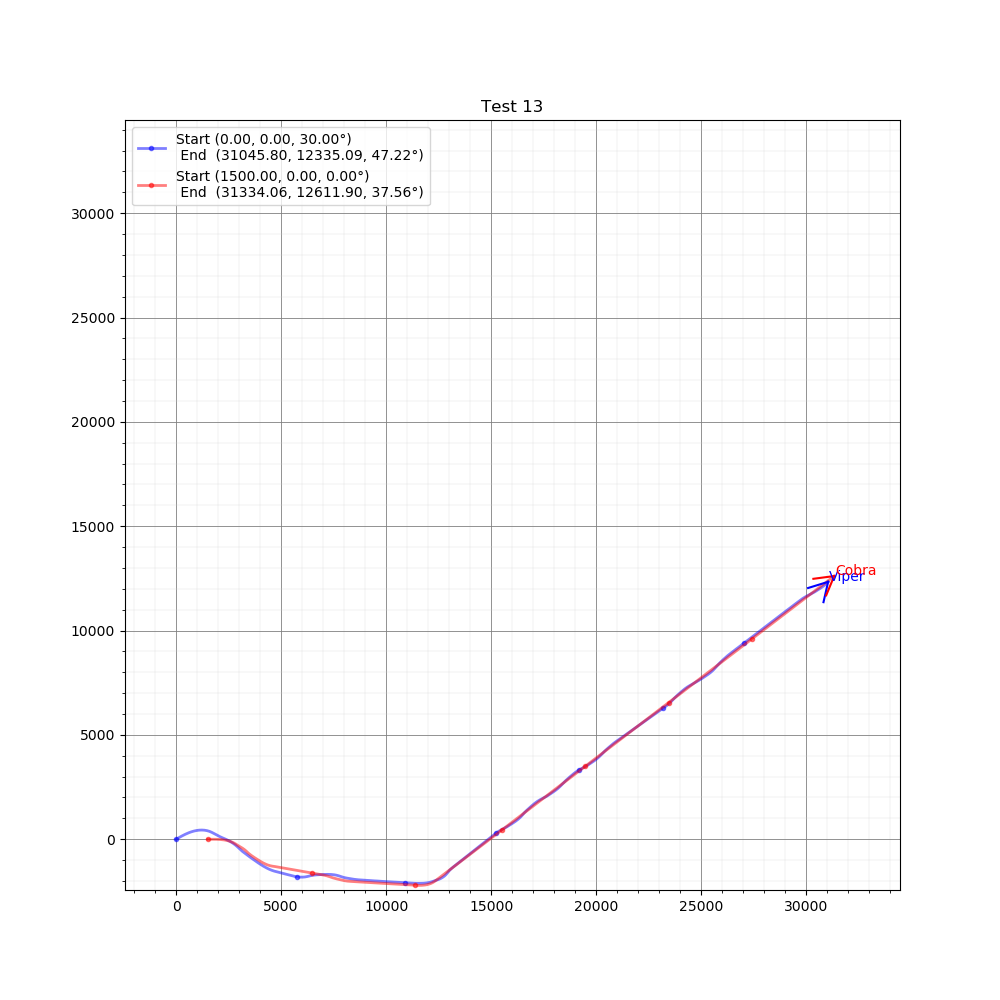 Test 13
Start (0.00, 0.00, 30.00°)
End  (31045.80, 12335.09, 47.22°)
Start (1500.00, 0.00, 0.00°)
End  (31334.06, 12611.90, 37.56°)
30000
25000
20000
15000
10000
5000
0
Cobra
Viper
0
5000
10000
15000
20000
25000
30000